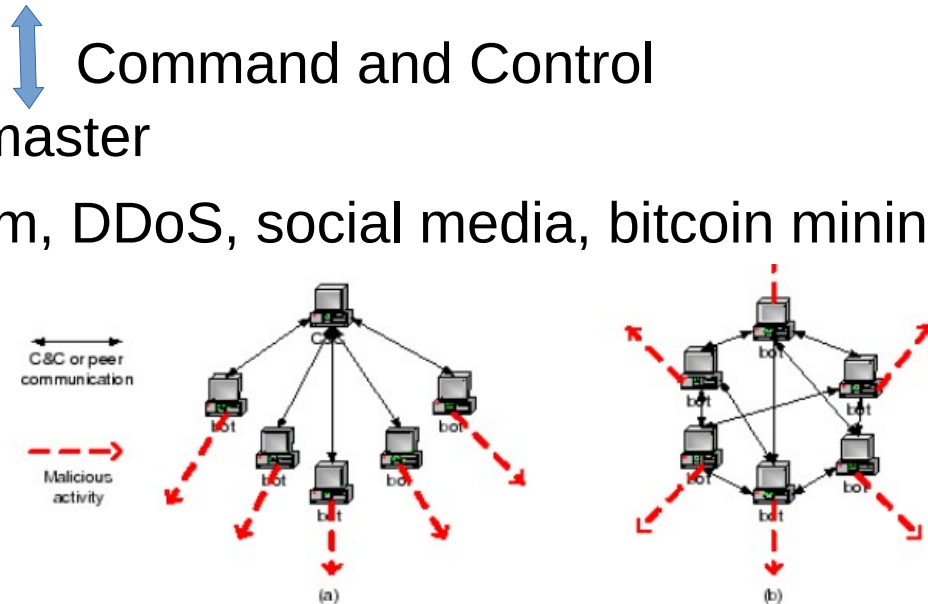 Command and Control
master
m, DDoS, social media, bitcoin minin
C&C or peer
communication
Malicious
activity
C&C
bot
bot
bot
bot
bot
(a)
bot
bot
bot
bot
bot
bot
(b)